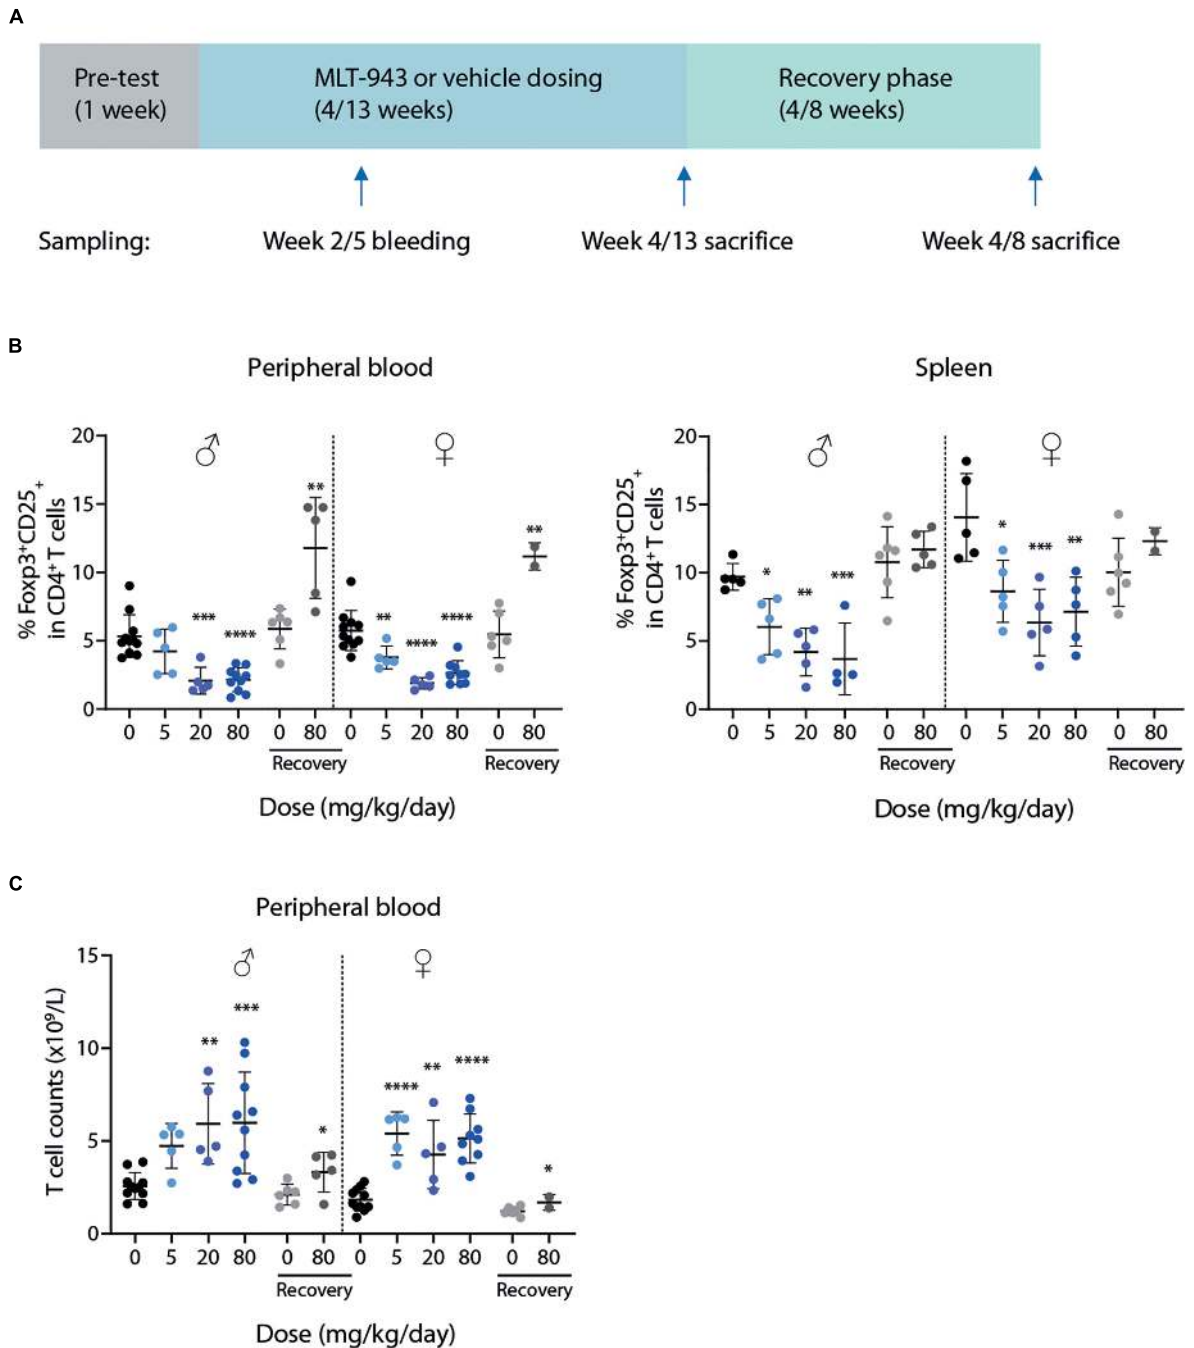 A
Pre-test
(1 week)
MLT-943 or vehicle dosing
(4/13 weeks)
Recovery phase
(4/8 weeks)
Sampling:
Week 2/5 bleeding
Week 4/13 sacrifice
Week 4/8 sacrifice
B
Peripheral blood
% Foxp3+CD25+
in CD4+ T cells
20
15
10
5
0
♂
♀
***
****
**
**
****
****
**
0 5 20 80 0 80 0 5 20 80 0 80
Recovery
Recovery
Dose (mg/kg/day)
Spleen
% Foxp3+CD25+
in CD4+ T cells
20
15
10
5
0
♂
♀
*
**
***
*
***
**
0 5 20 80 0 80 0 5 20 80 0 80
Recovery
Recovery
Dose (mg/kg/day)
C
Peripheral blood
T cell counts (x10⁹/L)
15
10
5
0
♂
♀
**
***
*
****
**
****
*
0 5 20 80 0 80 0 5 20 80 0 80
Recovery
Recovery
Dose (mg/kg/day)